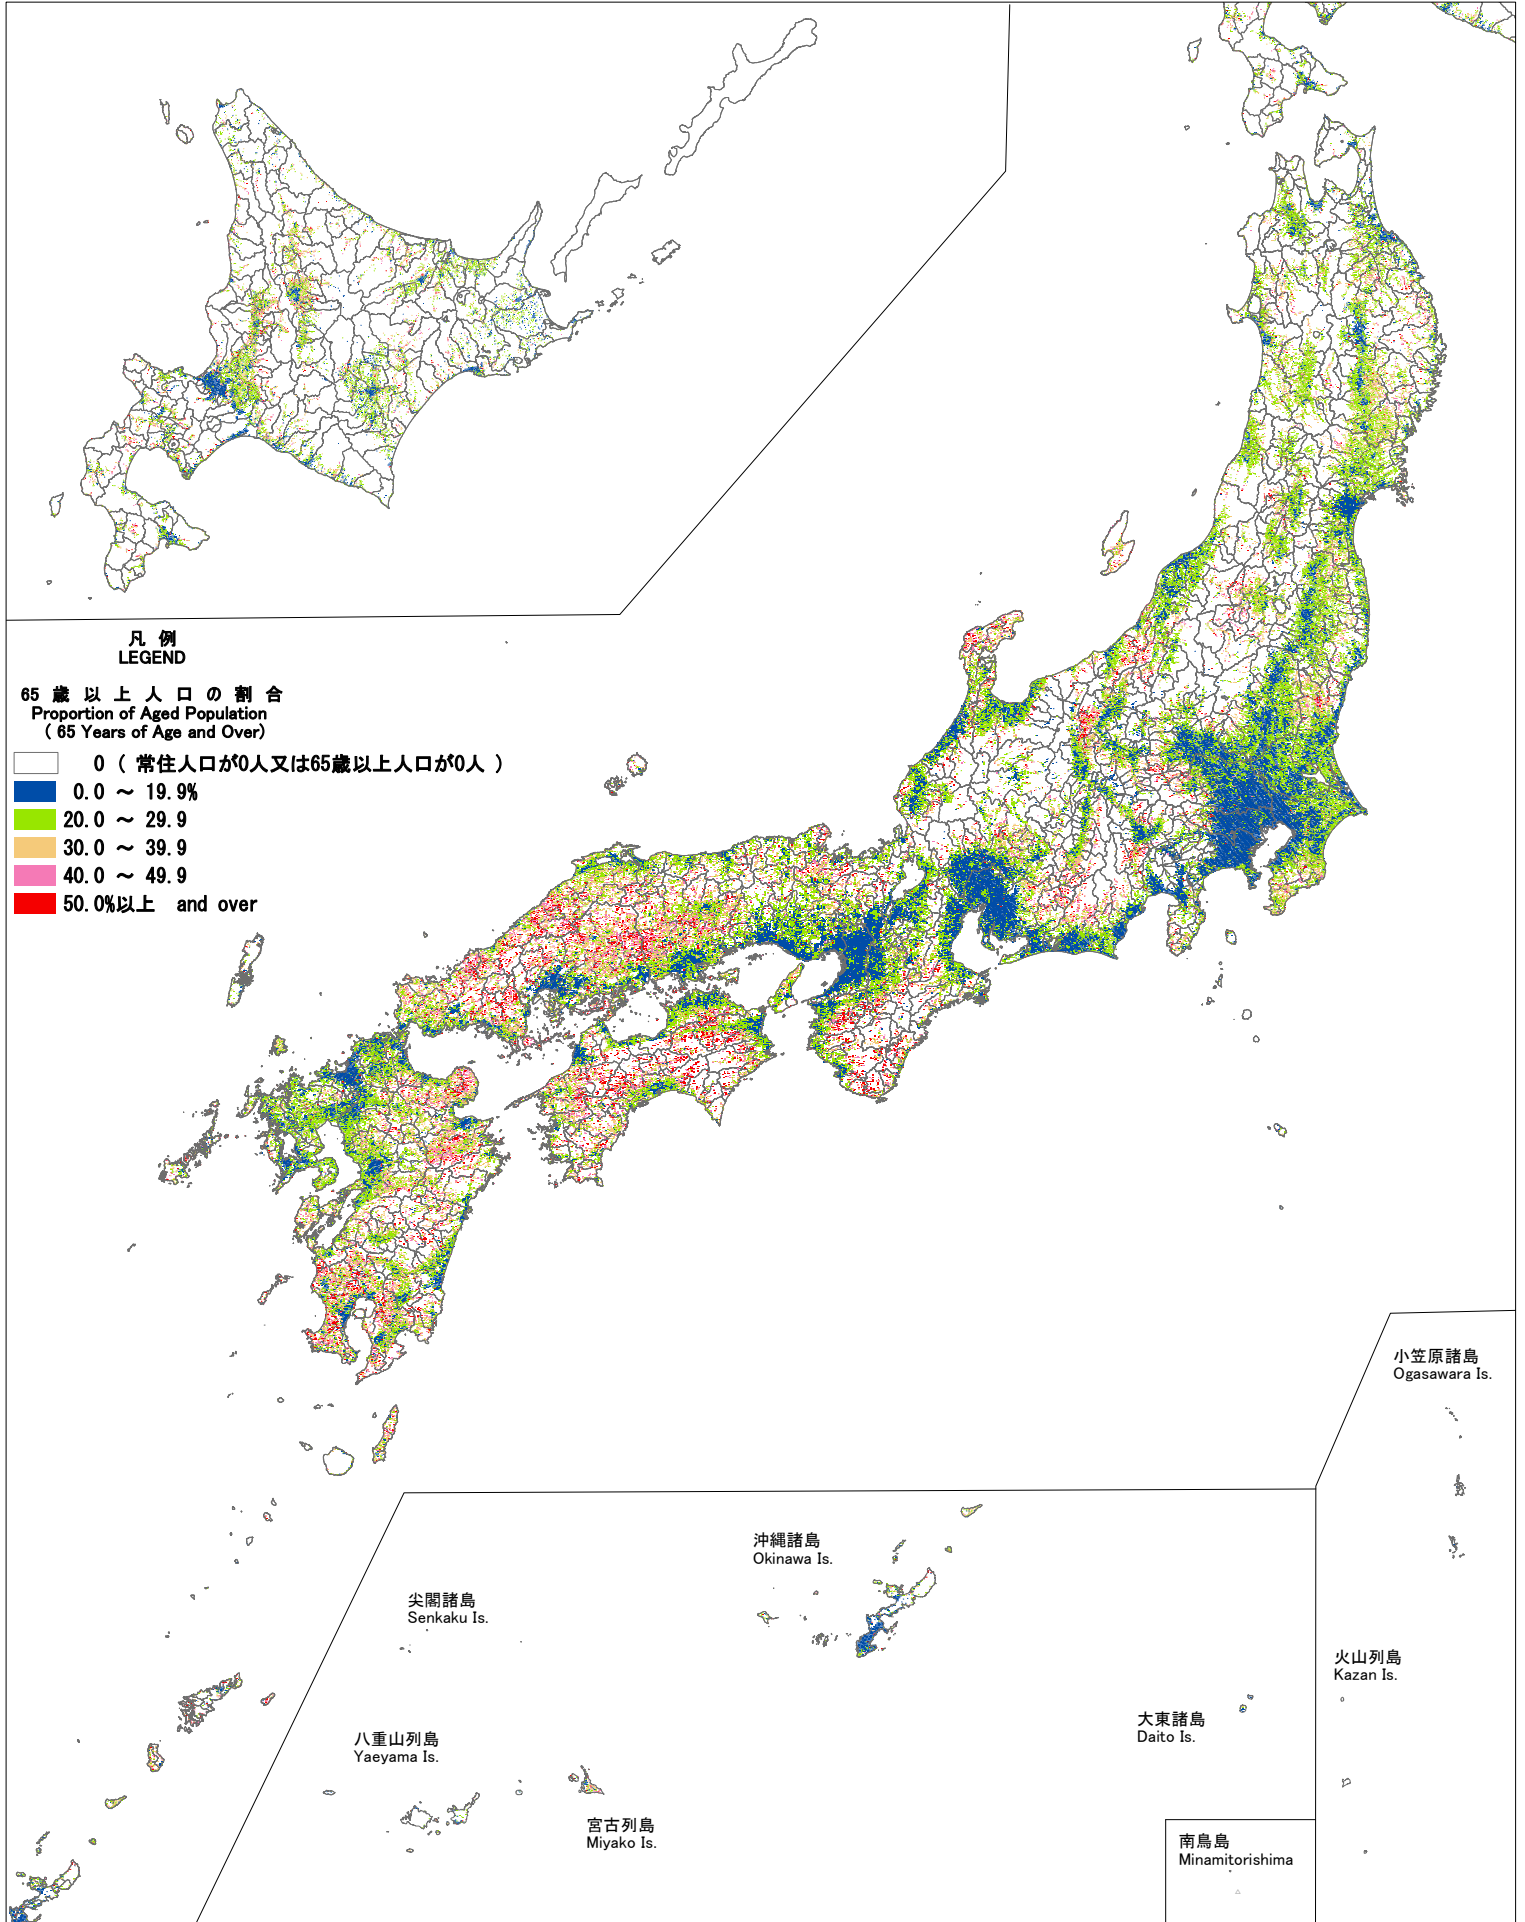 凡 例
LEGEND
65 歳 以 上 人 口 の 割 合
Proportion of Aged Population
( 65 Years of Age and Over)
0 ( 常住人口が0人又は65歳以上人口が0人 )
0.0 ～ 19.9%
20.0 ～ 29.9
30.0 ～ 39.9
40.0 ～ 49.9
50.0%以上 and over
小笠原諸島
Ogasawara Is.
沖縄諸島
Okinawa Is.
尖閣諸島
Senkaku Is.
火山列島
Kazan Is.
大東諸島
Daito Is.
八重山列島
Yaeyama Is.
宮古列島
Miyako Is.
南鳥島
Minamitorishima